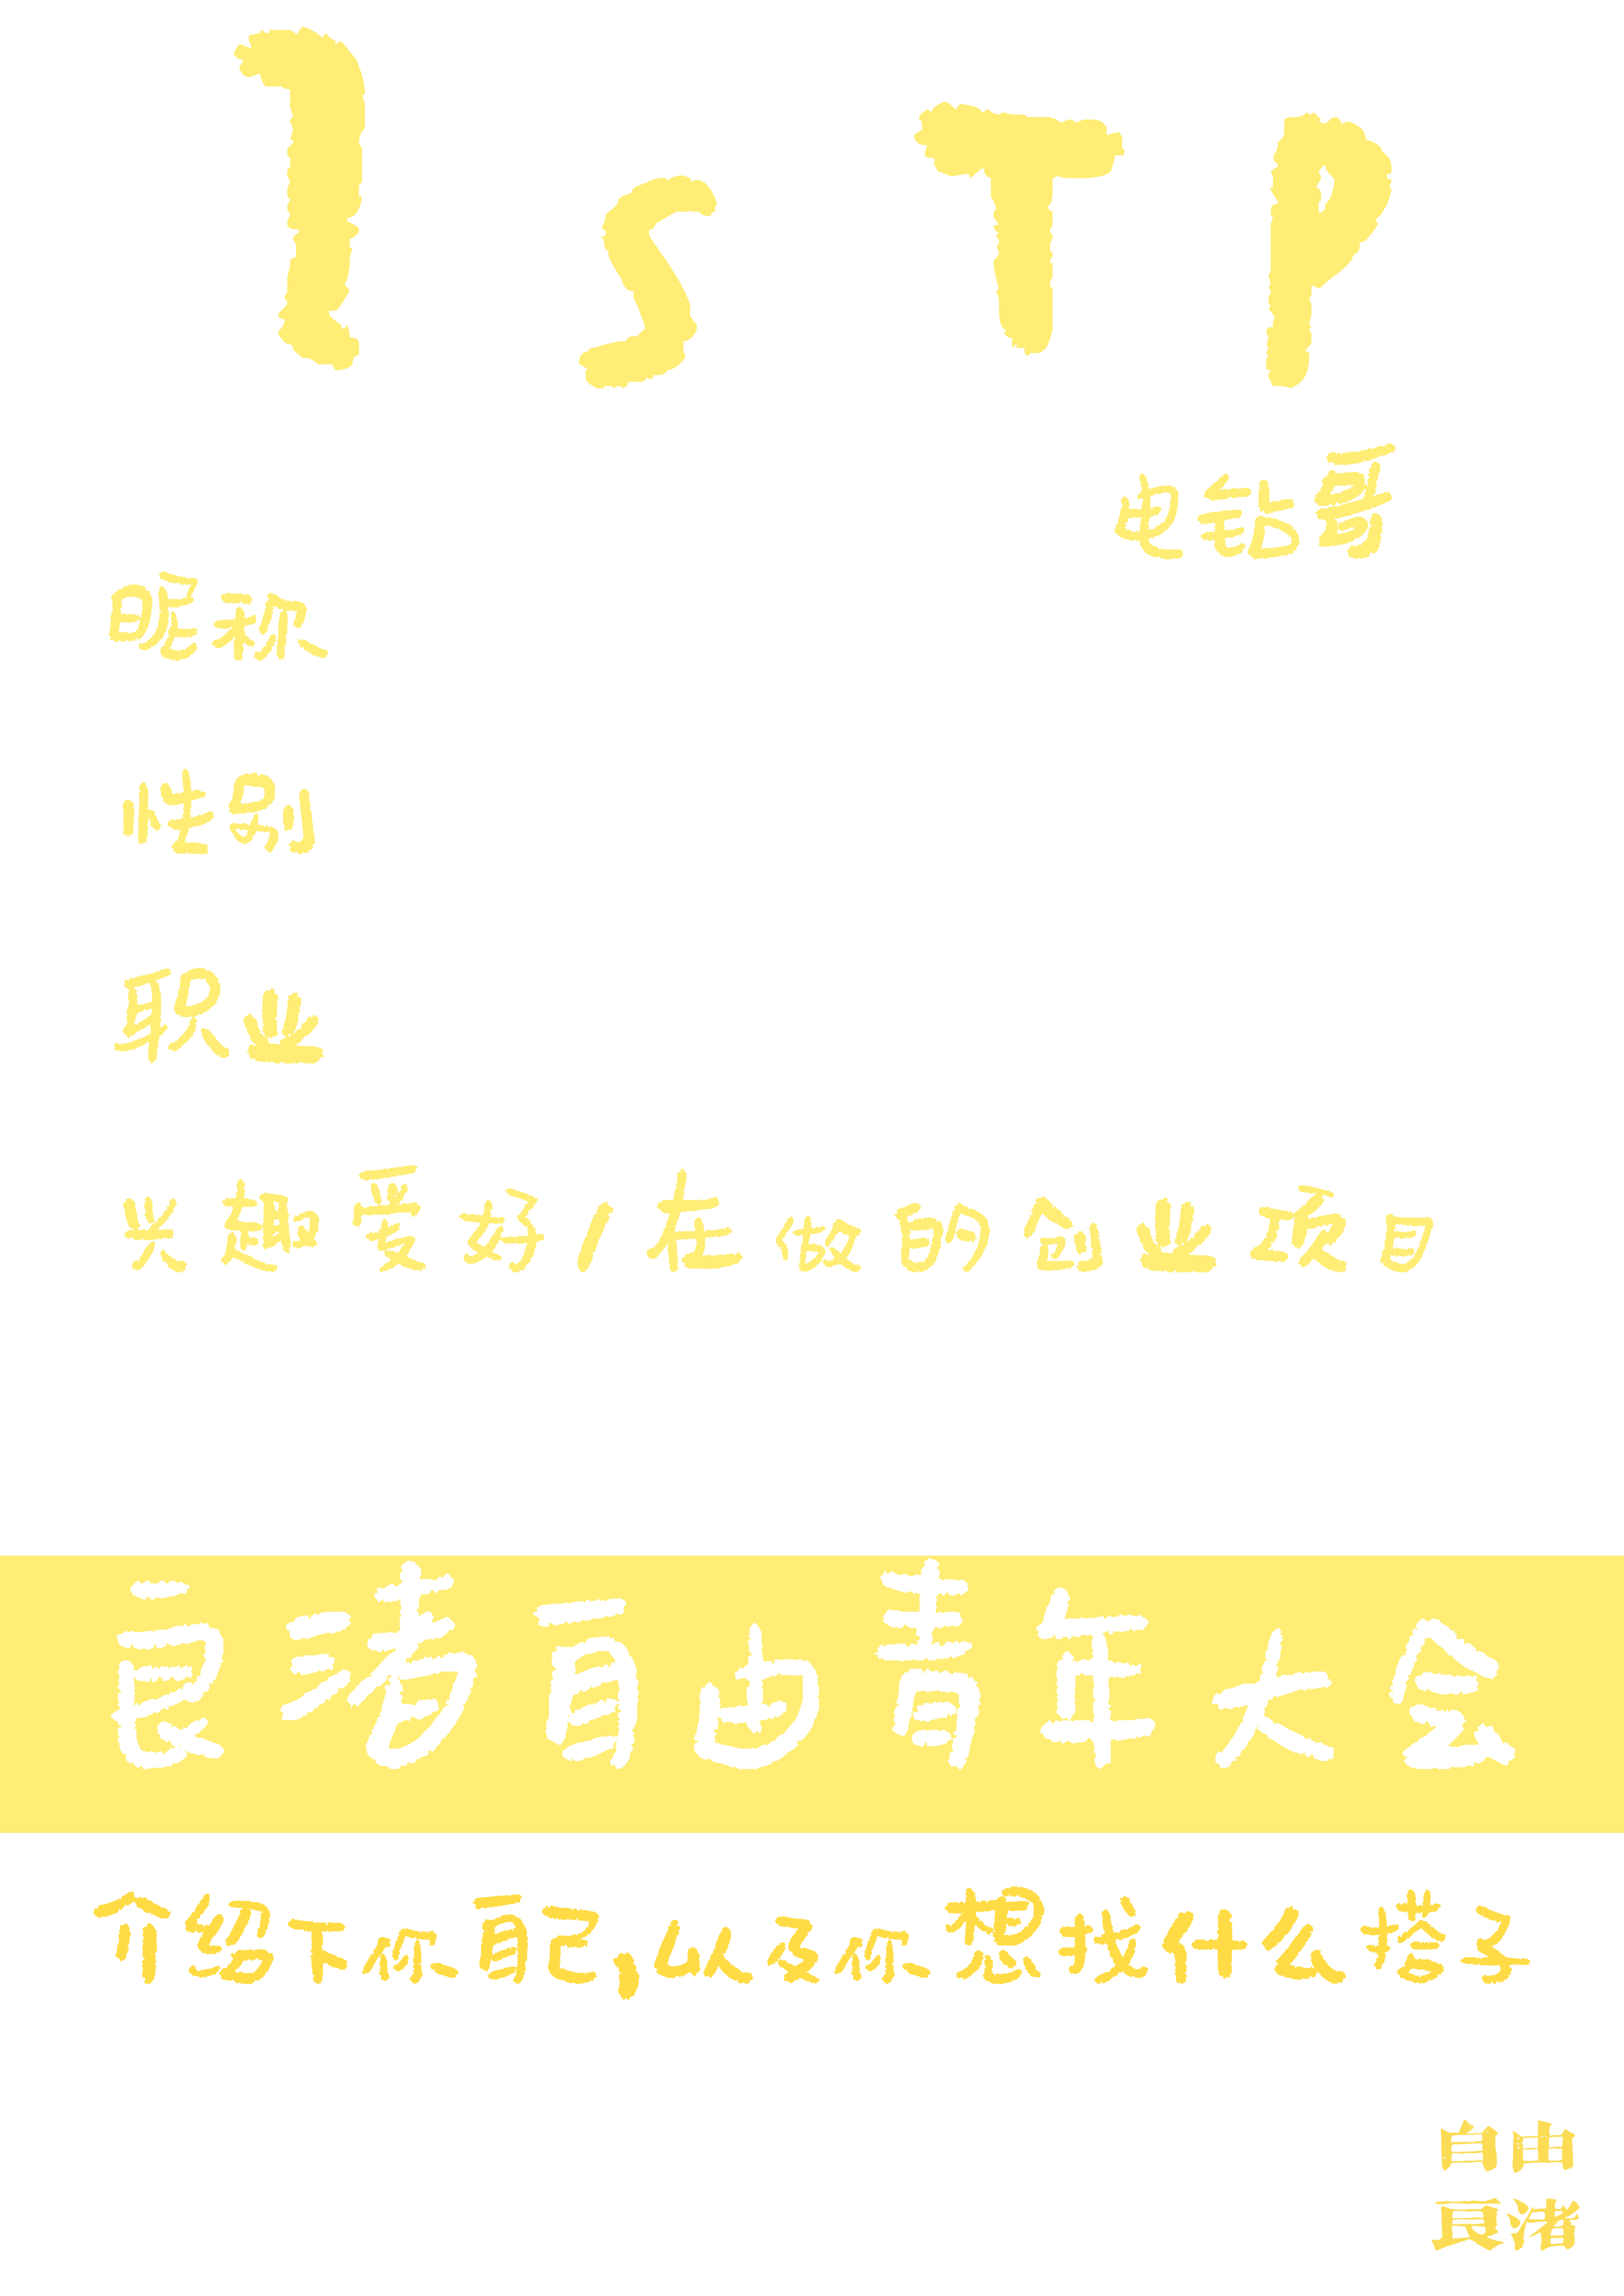 ISTP
电钻哥
昵称
性别
职业
兴趣爱好/在做的创业项目
良渚自由青年大会
介绍下你自己,以及你想找什么搭子
自由
良渚